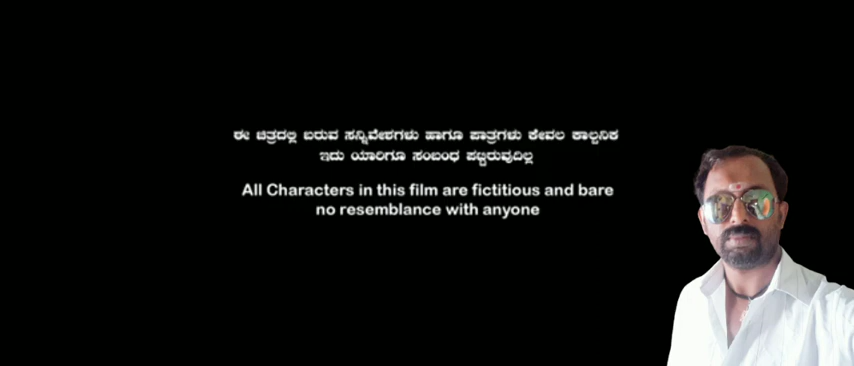 ಈ ಚಿತ್ರದಲ್ಲಿ ಬರುವ ಸನ್ನಿವೇಶಗಳು ಹಾಗೂ ಪಾತ್ರಗಳು ಕೇವಲ ಕಾಲ್ಪನಿಕ
ಇದು ಯಾರಿಗೂ ಸಂಬಂಧ ಪಟ್ಟಿರುವುದಿಲ್ಲ
All Characters in this film are fictitious and bare
no resemblance with anyone